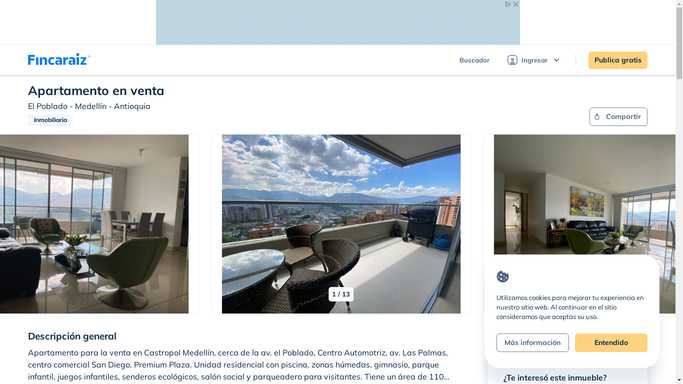 Fincaraiz
Buscador
Ingresar
Publica gratis
Apartamento en venta
El Poblado - Medellín - Antioquia
Inmobiliaria
Compartir
1 / 13
Utilizamos cookies para mejorar tu experiencia en
nuestro sitio web. Al continuar en el sitio
consideramos que aceptas su uso.
Más información
Entendido
Descripción general
Apartamento para la venta en Castropol Medellín, cerca de la av. el Poblado, Centro Automotriz, av. Las Palmas,
centro comercial San Diego, Premium Plaza. Unidad residencial con piscina, zonas húmedas, gimnasio, parque
infantil, juegos infantiles, senderos ecológicos, salón social y parqueadero para visitantes. Tiene un área de 110...
¿Te interesó este inmueble?